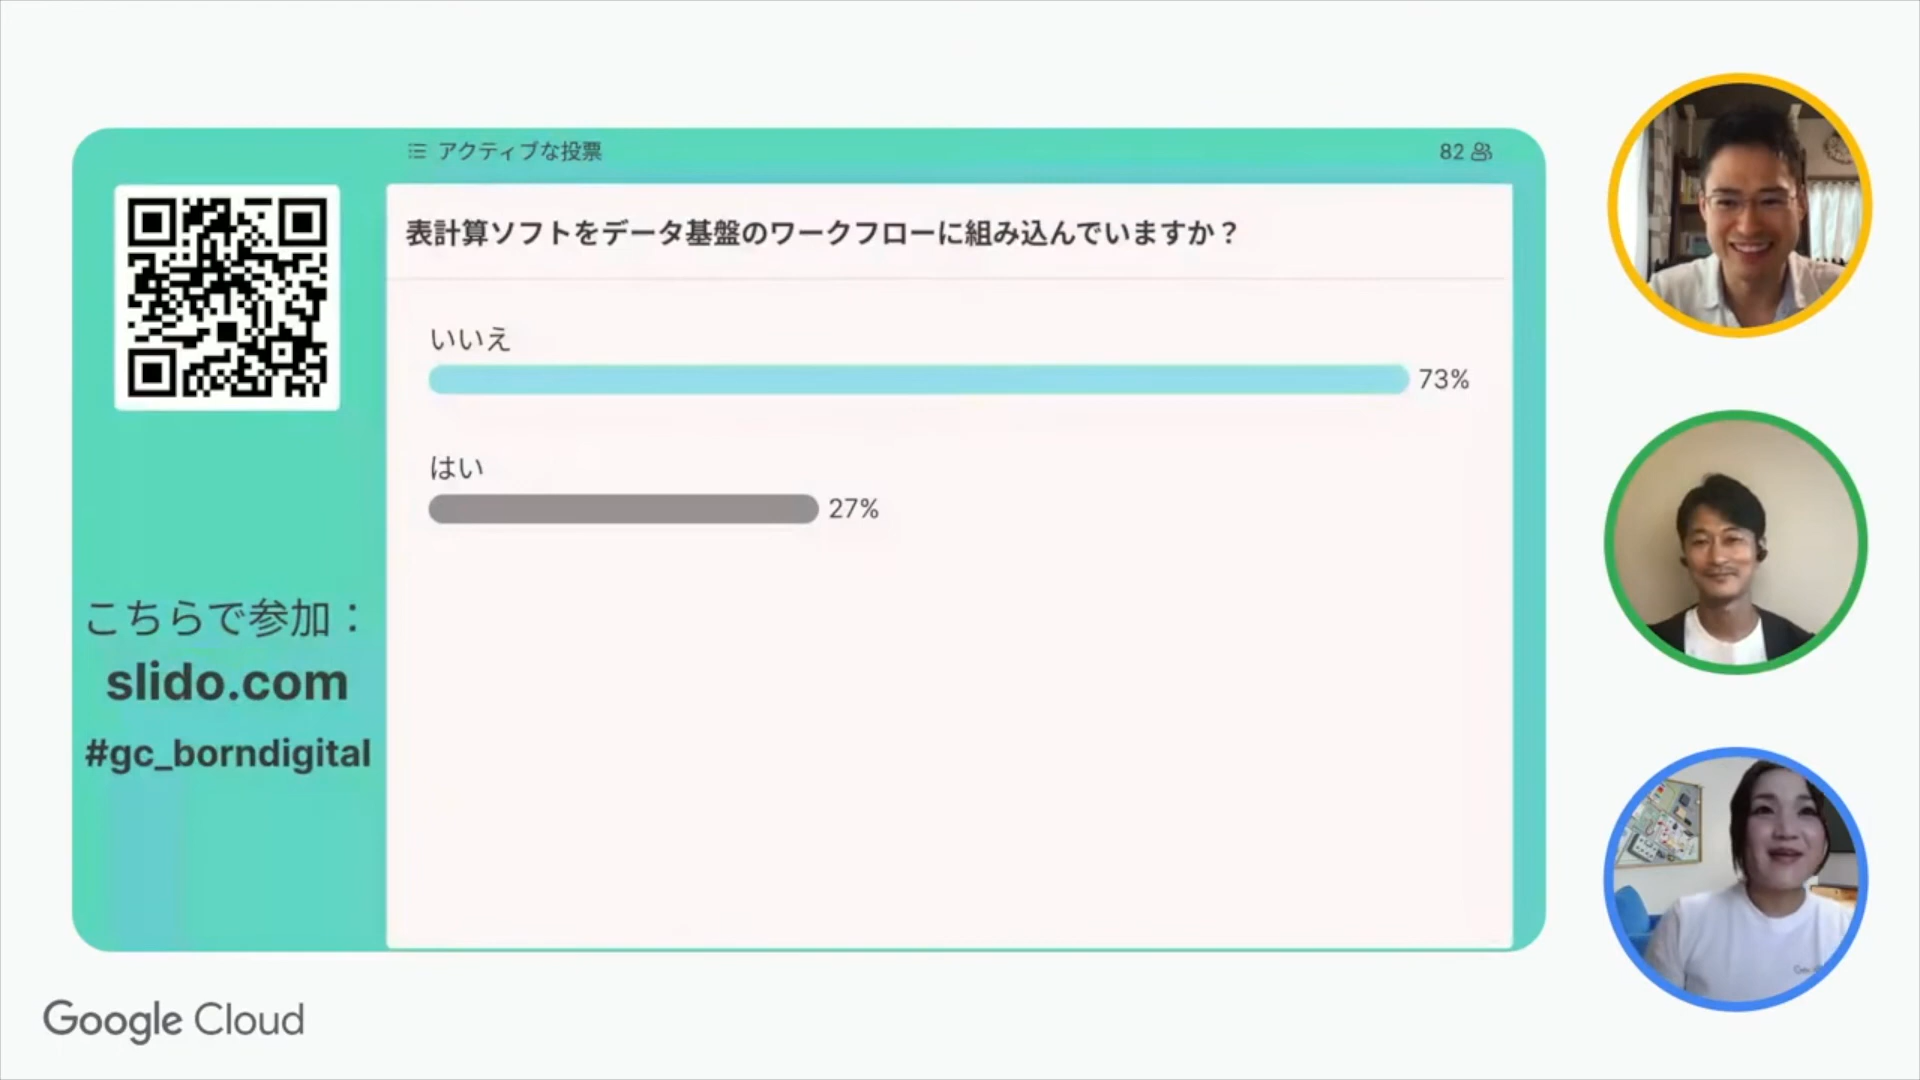 アクティブな投票
82
表計算ソフトをデータ基盤のワークフローに組み込んでいますか？
いいえ
73%
はい
27%
こちらで参加：
slido.com
#gc_borndigital
Google Cloud